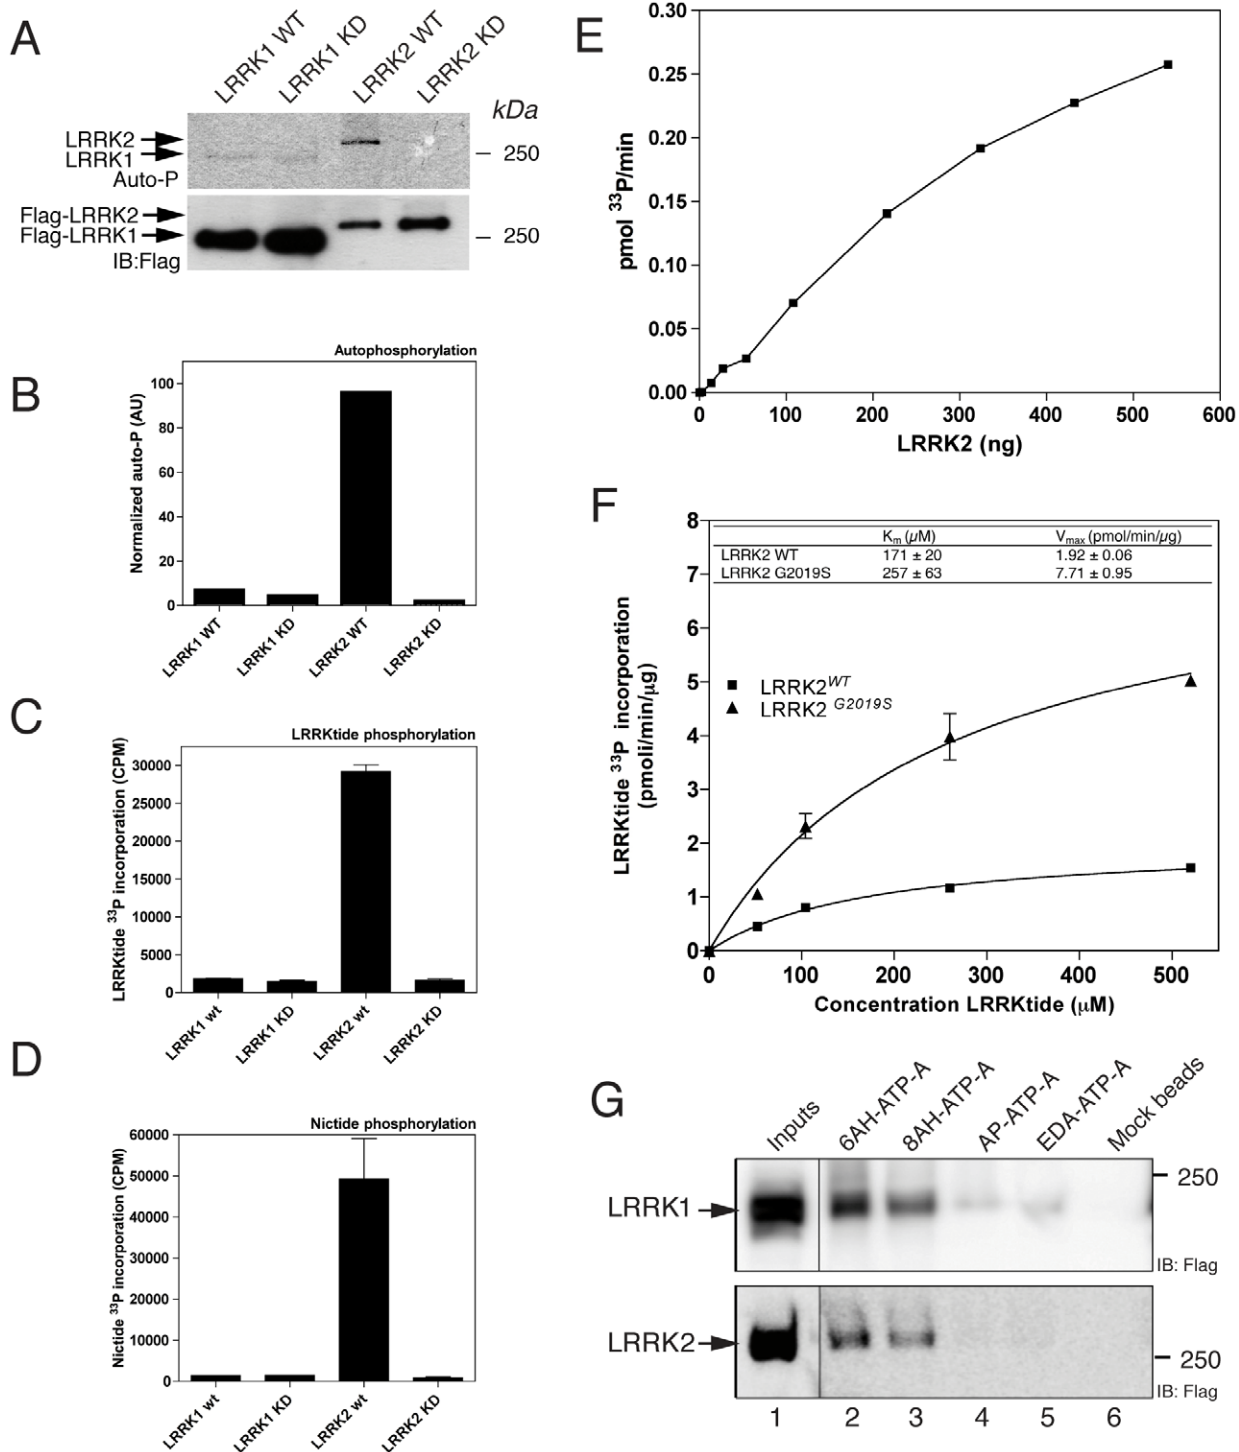 A
LRRK1 WT
LRRK1 KD
LRRK2 WT
LRRK2 KD
kDa
LRRK2
LRRK1
Auto-P
250
Flag-LRRK2
Flag-LRRK1
IB:Flag
250
B
Autophosphorylation
Normalized auto-P (AU)
100
80
60
40
20
0
LRRK1 WT
LRRK1 KD
LRRK2 WT
LRRK2 KD
C
LRRKtide phosphorylation
LRRKtide ³³P incorporation (CPM)
30000
25000
20000
15000
10000
5000
0
LRRK1 wt
LRRK1 KD
LRRK2 wt
LRRK2 KD
D
Nictide phosphorylation
Nictide ³³P incorporation (CPM)
60000
50000
40000
30000
20000
10000
0
LRRK1 wt
LRRK1 KD
LRRK2 wt
LRRK2 KD
E
pmol ³³P/min
0.30
0.25
0.20
0.15
0.10
0.05
0.00
0 100 200 300 400 500 600
LRRK2 (ng)
F
LRRKtide ³³P incorporation
(pmoli/min/µg)
8
7
6
5
4
3
2
1
0
Km (µM) Vmax (pmol/min/µg)
LRRK2 WT 171 ± 20 1.92 ± 0.06
LRRK2 G2019S 257 ± 63 7.71 ± 0.95
LRRK2 WT
LRRK2 G2019S
0 100 200 300 400 500
Concentration LRRKtide (µM)
G
Inputs
6AH-ATP-A
8AH-ATP-A
AP-ATP-A
EDA-ATP-A
Mock beads
LRRK1
250
IB: Flag
LRRK2
250
IB: Flag
1 2 3 4 5 6